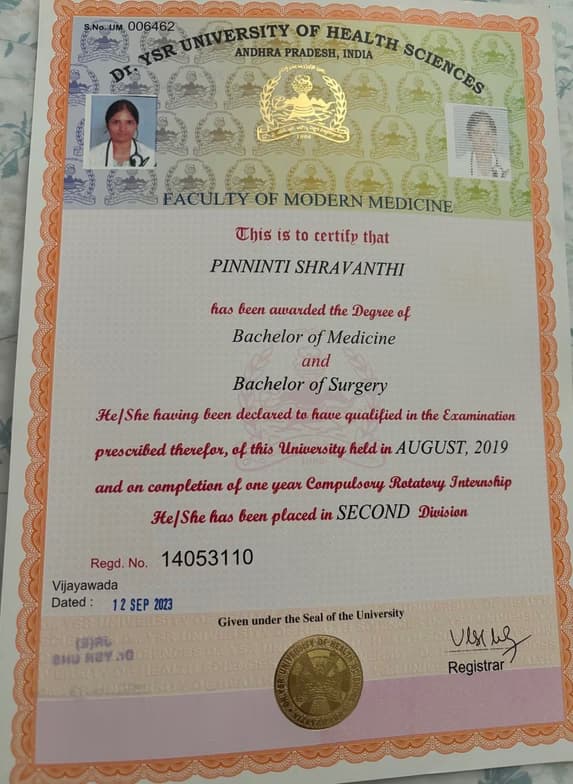 S.No. UM 006462
Dr. YSR UNIVERSITY OF HEALTH SCIENCES
ANDHRA PRADESH, INDIA
1986
FACULTY OF MODERN MEDICINE
This is to certify that
PINNINTI SHRAVANTHI
has been awarded the Degree of
Bachelor of Medicine
and
Bachelor of Surgery
He/She having been declared to have qualified in the Examination
prescribed therefor, of this University held in AUGUST, 2019
and on completion of one year Compulsory Rotatory Internship
He/She has been placed in SECOND Division
Regd. No. 14053110
Vijayawada
Dated : 12 SEP 2023
Given under the Seal of the University
Registrar